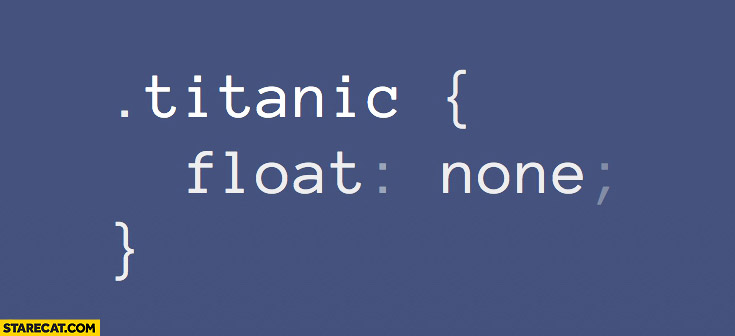 .titanic {
float: none;
}
STARECAT.COM